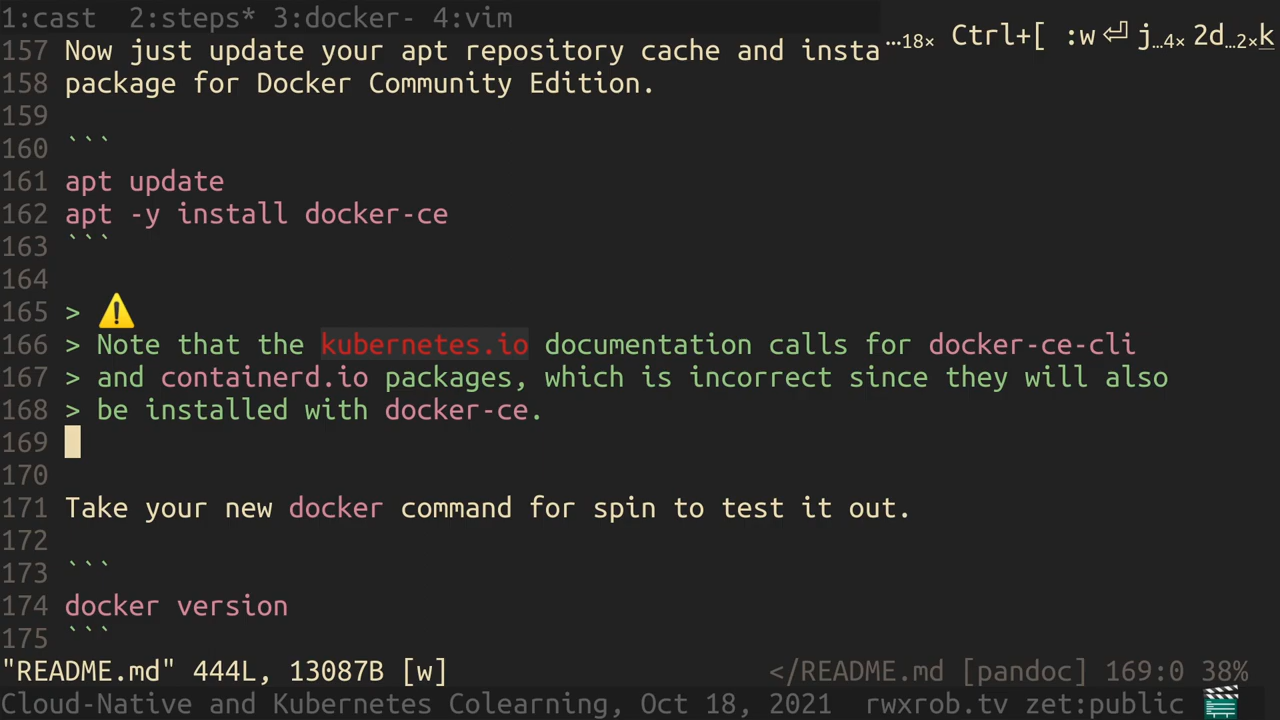 1:cast  2:steps* 3:docker- 4:vim
…18× Ctrl+[ :w⏎ j…4× 2d…2×k
157 Now just update your apt repository cache and insta
158 package for Docker Community Edition.
159
160 ```
161 apt update
162 apt -y install docker-ce
163 ```
164
165 > ⚠️
166 > Note that the kubernetes.io documentation calls for docker-ce-cli
167 > and containerd.io packages, which is incorrect since they will also
168 > be installed with docker-ce.
169
170
171 Take your new docker command for spin to test it out.
172
173 ```
174 docker version
175 ```
"README.md" 444L, 13087B [w] </README.md [pandoc] 169:0 38%
Cloud-Native and Kubernetes Colearning, Oct 18, 2021 rwxrob.tv zet:public 🎬